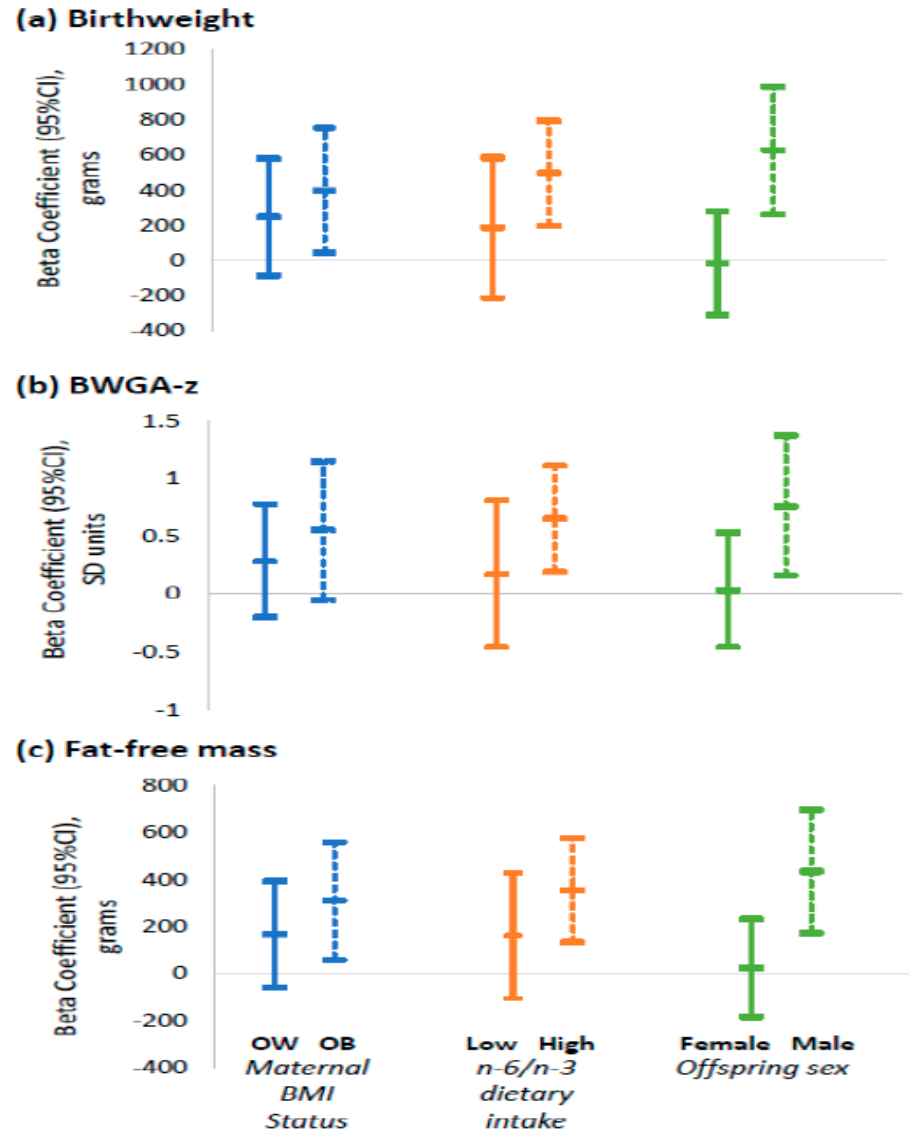 (a) Birthweight
Beta Coefficient (95%CI),
grams
1200
1000
800
600
400
200
0
-200
-400
(b) BWGA-z
Beta Coefficient (95%CI),
SD units
1.5
1
0.5
0
-0.5
-1
(c) Fat-free mass
Beta Coefficient (95%CI),
grams
800
600
400
200
0
-200
-400
OW OB Low High Female Male
Maternal n-6/n-3 Offspring sex
BMI dietary
Status intake